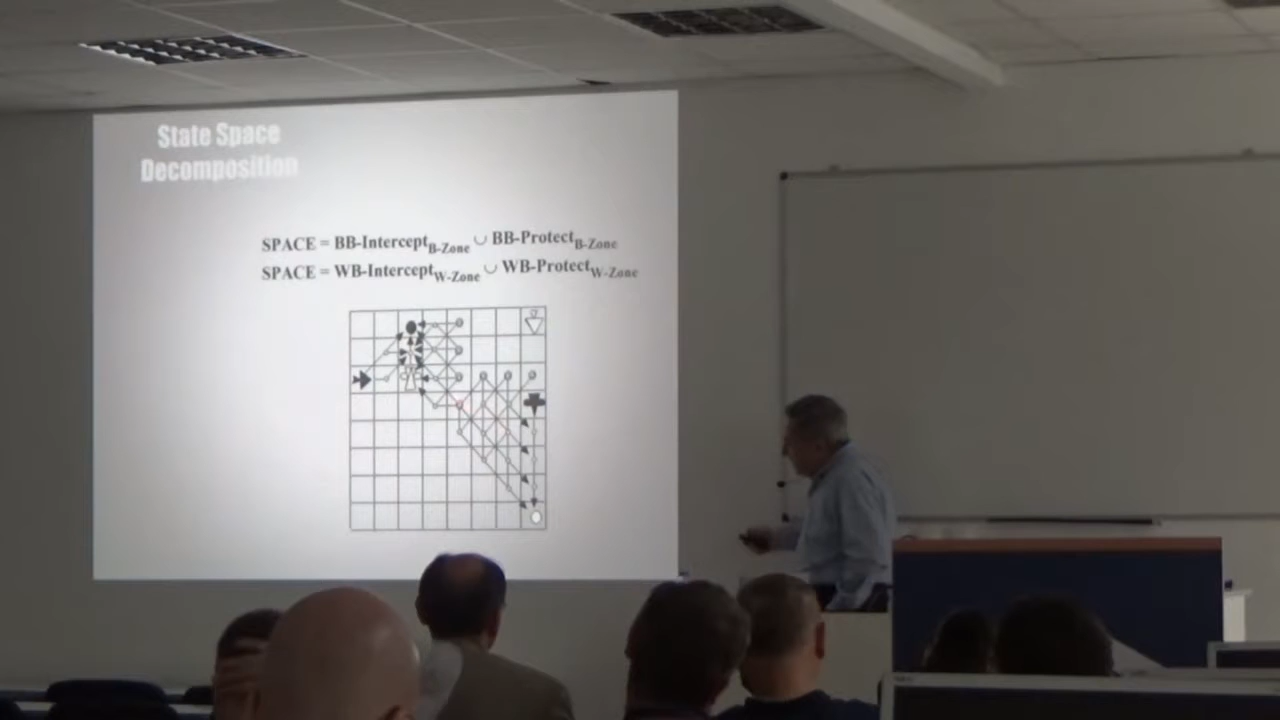 State Space
Decomposition
SPACE = BB-Intercept_B-Zone ∪ BB-Protect_B-Zone
SPACE = WB-Intercept_W-Zone ∪ WB-Protect_W-Zone